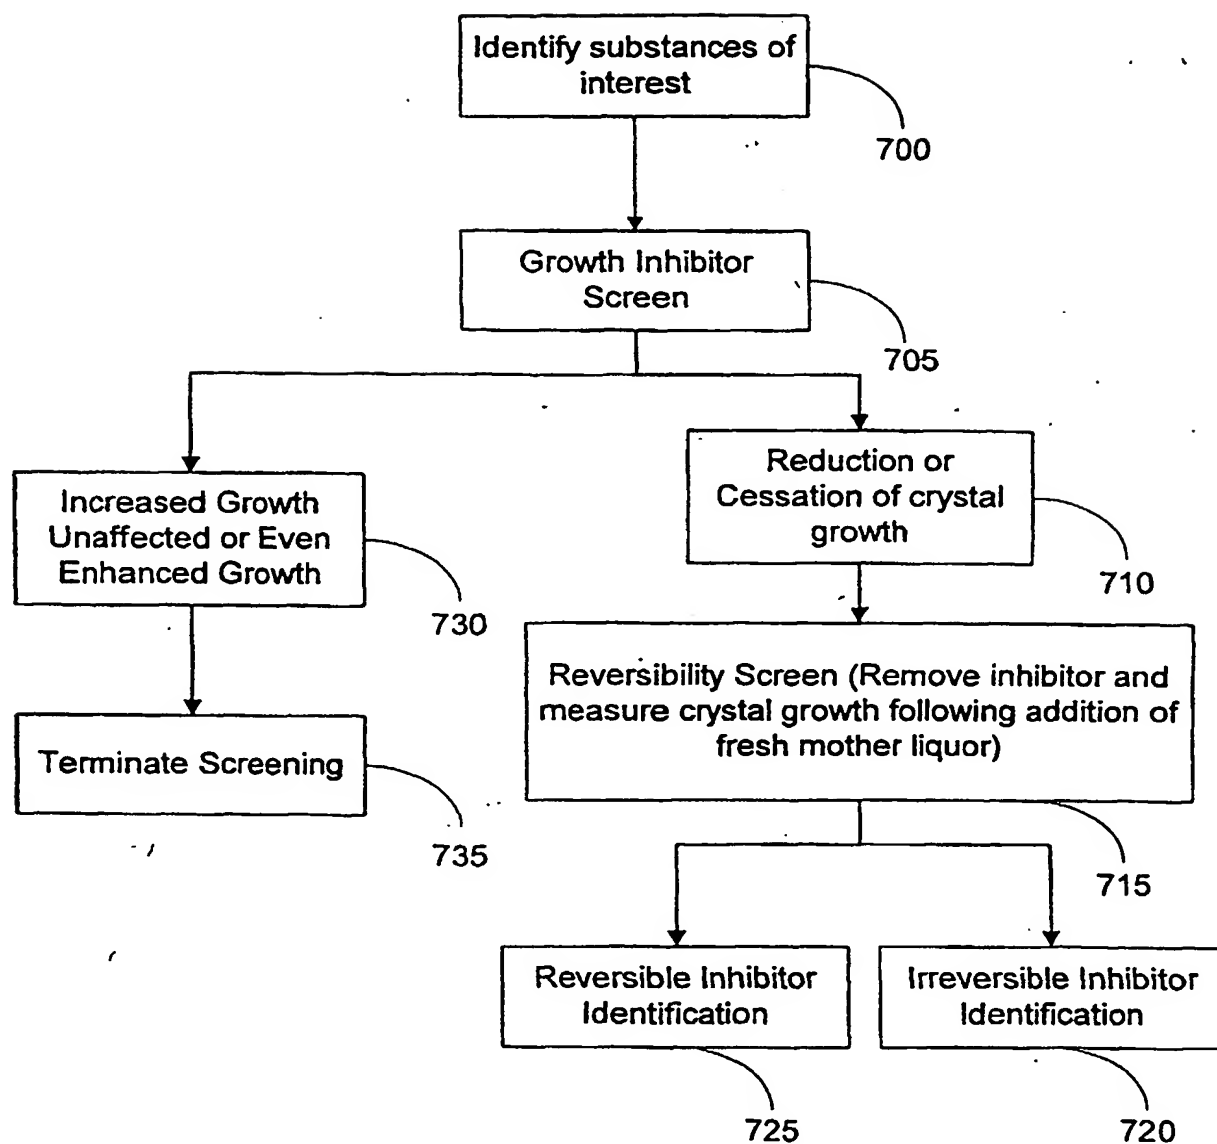 Identify substances of
interest
700
Growth Inhibitor
Screen
705
Reduction or
Cessation of crystal
growth
710
Increased Growth
Unaffected or Even
Enhanced Growth
730
Reversibility Screen (Remove inhibitor and
measure crystal growth following addition of
fresh mother liquor)
715
Terminate Screening
735
Reversible Inhibitor
Identification
725
Irreversible Inhibitor
Identification
720